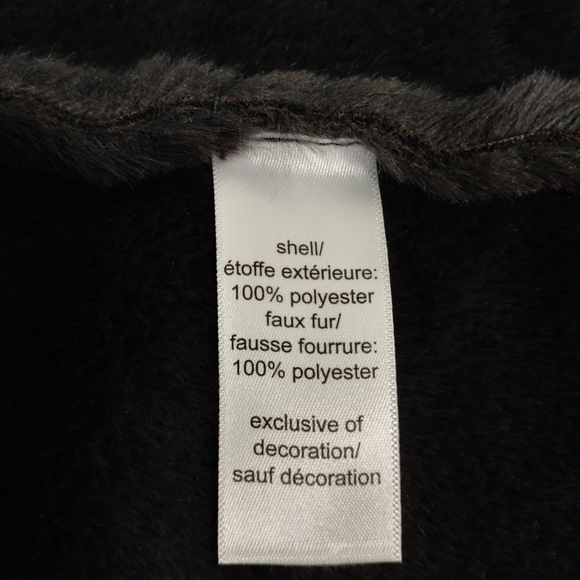 shell/
étoffe extérieure:
100% polyester
faux fur/
fausse fourrure:
100% polyester
exclusive of
decoration/
sauf décoration